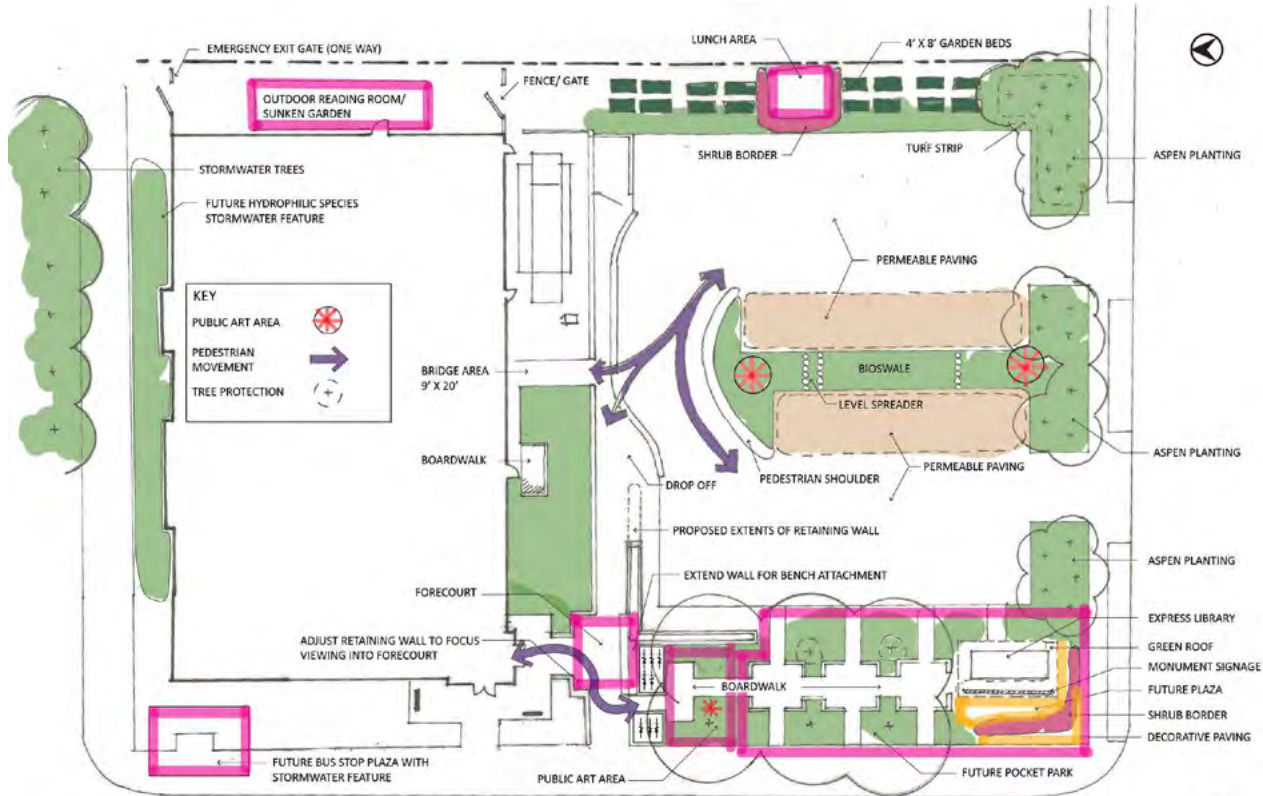 EMERGENCY EXIT GATE (ONE WAY)
OUTDOOR READING ROOM/
SUNKEN GARDEN
FENCE/ GATE
LUNCH AREA
4' X 8' GARDEN BEDS
SHRUB BORDER
TURF STRIP
ASPEN PLANTING
STORMWATER TREES
FUTURE HYDROPHILIC SPECIES
STORMWATER FEATURE
KEY
PUBLIC ART AREA
PEDESTRIAN
MOVEMENT
TREE PROTECTION
PERMEABLE PAVING
BRIDGE AREA
9' X 20'
BIOSWALE
LEVEL SPREADER
BOARDWALK
DROP OFF
PEDESTRIAN SHOULDER
PERMEABLE PAVING
ASPEN PLANTING
PROPOSED EXTENTS OF RETAINING WALL
EXTEND WALL FOR BENCH ATTACHMENT
ASPEN PLANTING
FORECOURT
ADJUST RETAINING WALL TO FOCUS
VIEWING INTO FORECOURT
BOARDWALK
EXPRESS LIBRARY
GREEN ROOF
MONUMENT SIGNAGE
FUTURE PLAZA
SHRUB BORDER
DECORATIVE PAVING
FUTURE BUS STOP PLAZA WITH
STORMWATER FEATURE
PUBLIC ART AREA
FUTURE POCKET PARK